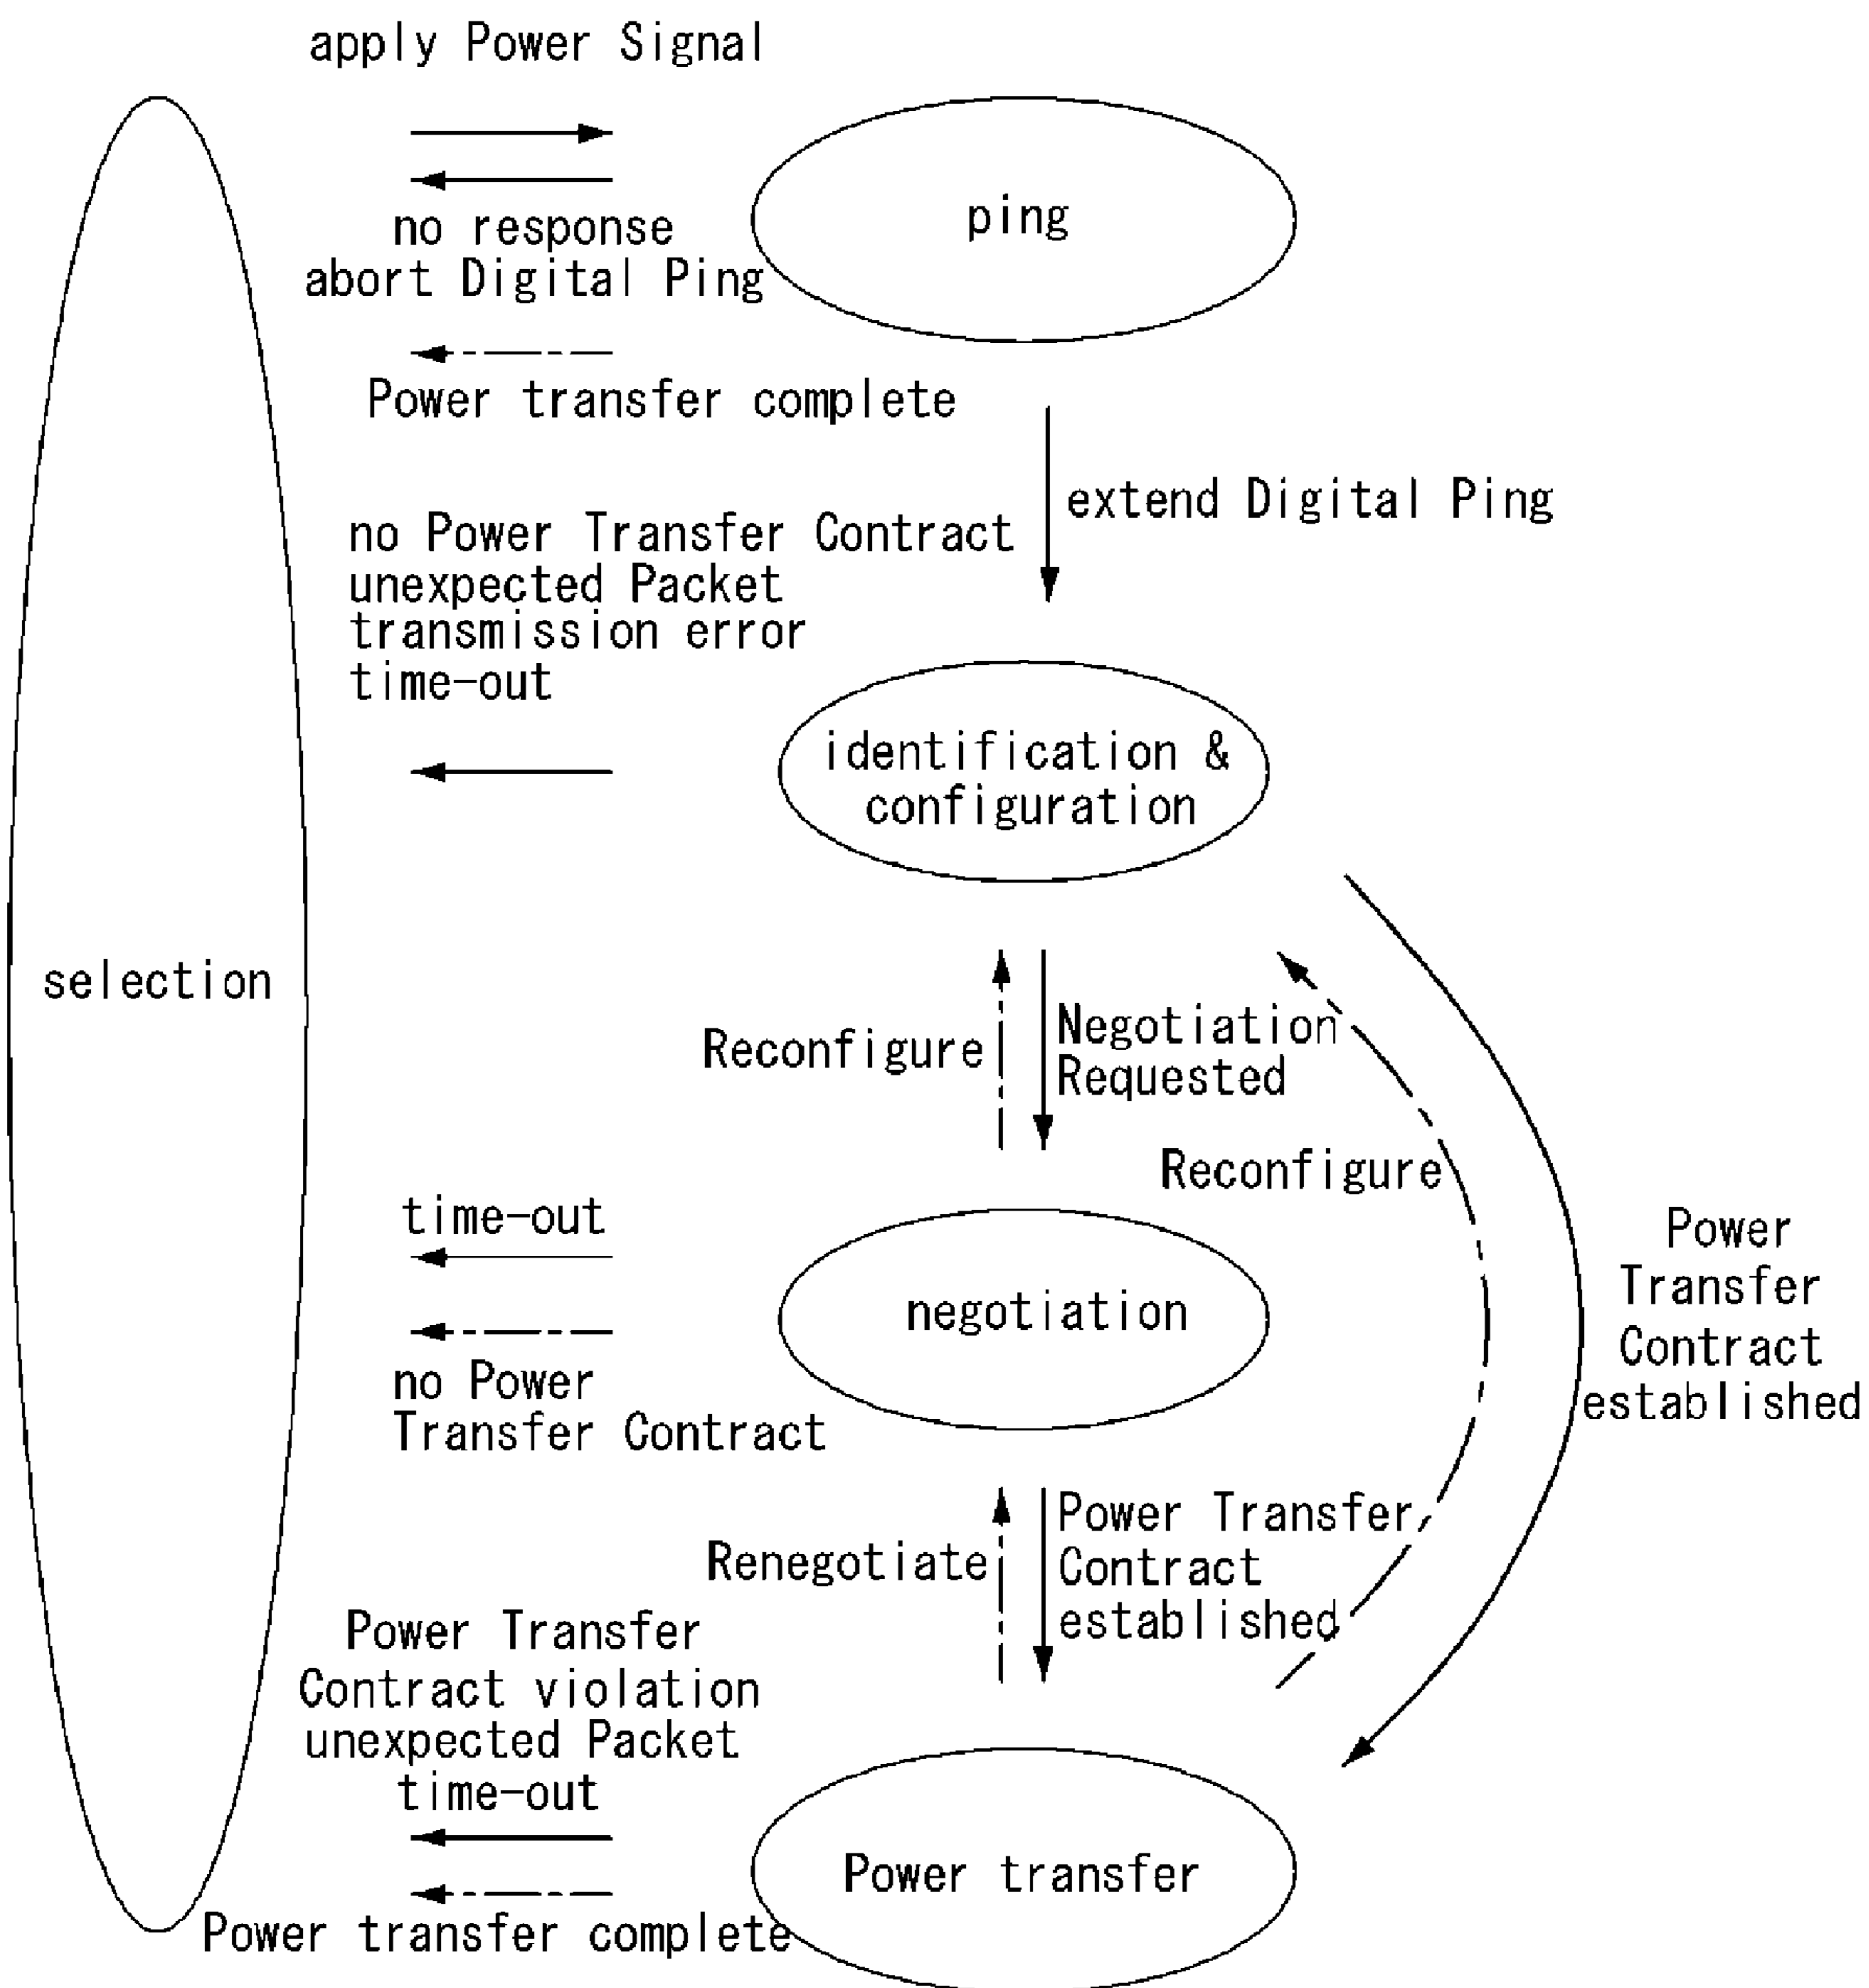 apply Power Signal
ping
no response
abort Digital Ping
Power transfer complete
extend Digital Ping
no Power Transfer Contract
unexpected Packet
transmission error
time-out
identification &
configuration
selection
Reconfigure
Negotiation
Requested
Reconfigure
time-out
negotiation
no Power
Transfer Contract
Power
Transfer
Contract
established
Renegotiate
Power Transfer
Contract
established
Power Transfer
Contract violation
unexpected Packet
time-out
Power transfer
Power transfer complete